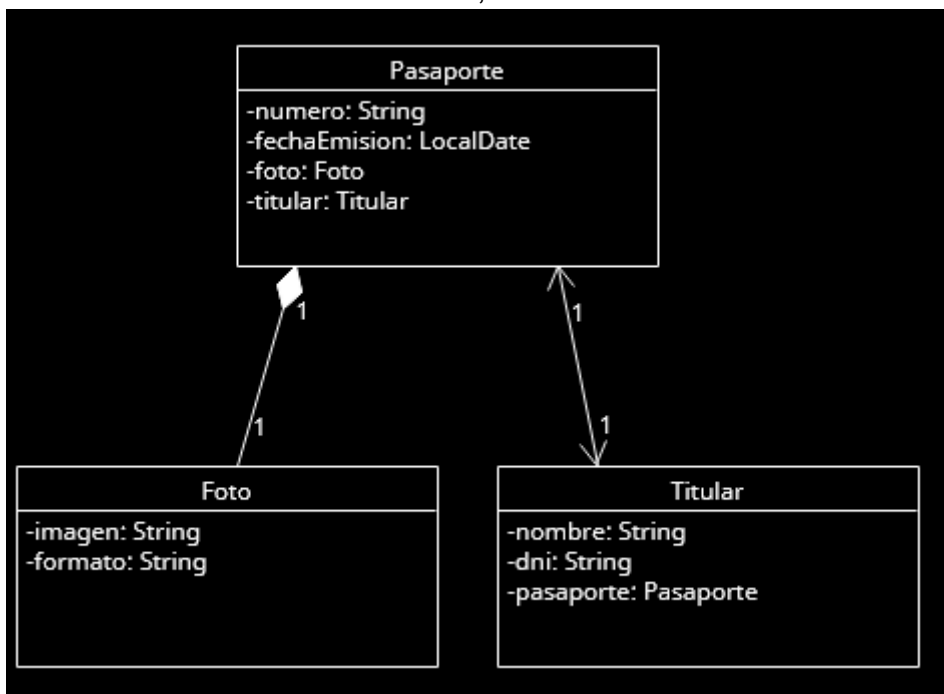 Pasaporte
-numero: String
-fechaEmision: LocalDate
-foto: Foto
-titular: Titular
1
1
1
1
Foto
-imagen: String
-formato: String
Titular
-nombre: String
-dni: String
-pasaporte: Pasaporte